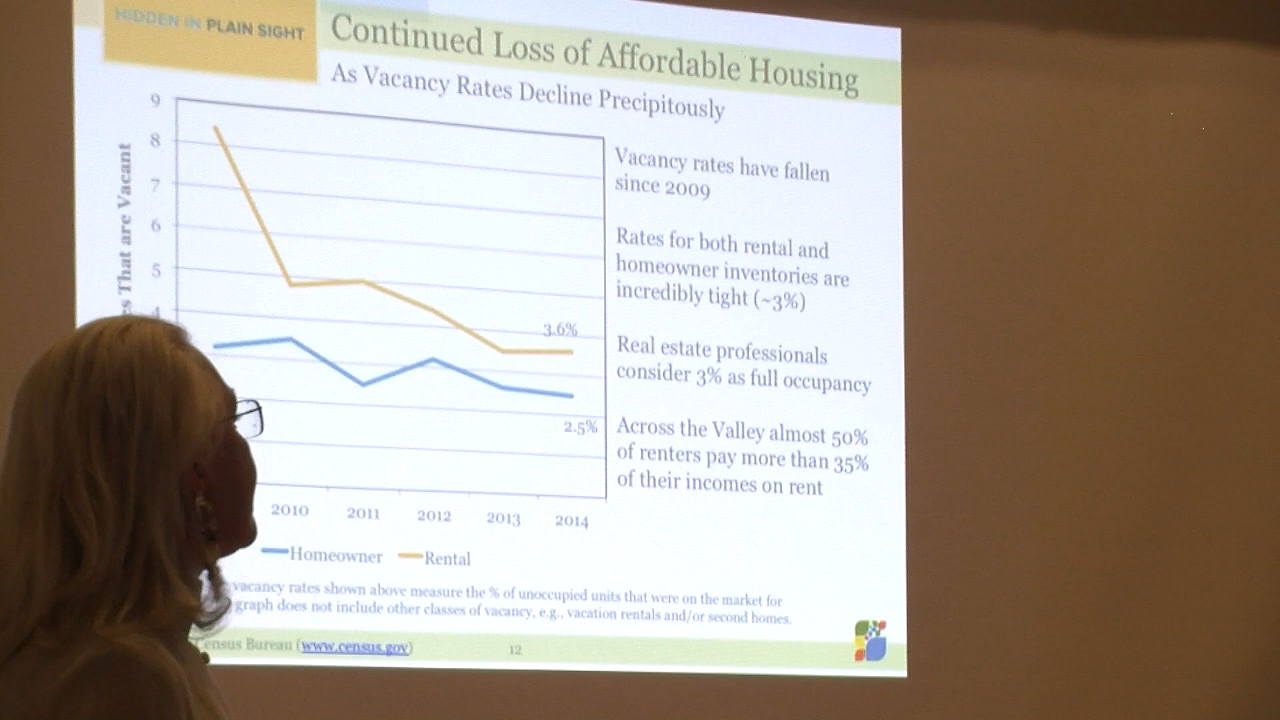 HIDDEN IN PLAIN SIGHT
Continued Loss of Affordable Housing
As Vacancy Rates Decline Precipitously
s That are Vacant
9
8
7
6
5
4
3.6%
2.5%
2010 2011 2012 2013 2014
Homeowner Rental
Vacancy rates have fallen
since 2009
Rates for both rental and
homeowner inventories are
incredibly tight (~3%)
Real estate professionals
consider 3% as full occupancy
Across the Valley almost 50%
of renters pay more than 35%
of their incomes on rent
vacancy rates shown above measure the % of unoccupied units that were on the market for
graph does not include other classes of vacancy, e.g., vacation rentals and/or second homes.
Census Bureau (www.census.gov)
12